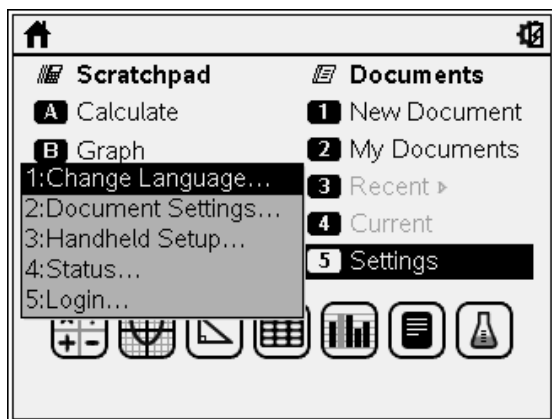 Scratchpad
A Calculate
B Graph
1:Change Language...
2:Document Settings...
3:Handheld Setup...
4:Status...
5:Login...
Documents
1 New Document
2 My Documents
3 Recent ▹
4 Current
5 Settings